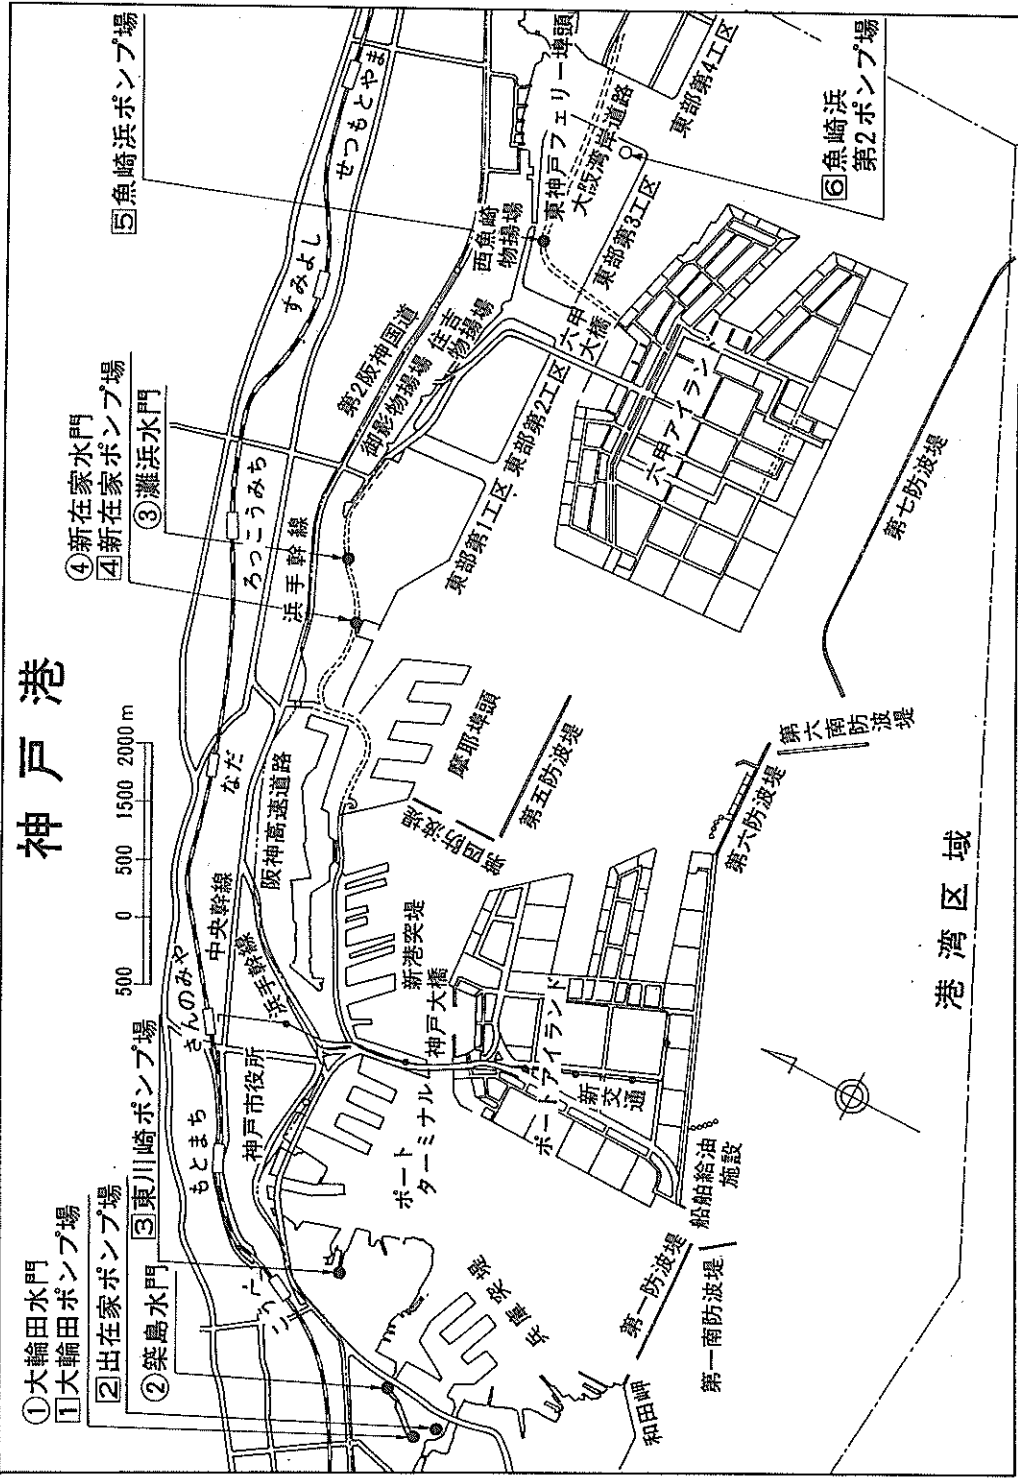 神戸港
500 0 500 1500 2000m
①大輪田水門
1大輪田ポンプ場
2出在家ポンプ場
②築島水門
3東川崎ポンプ場
④新在家水門
4新在家ポンプ場
③灘浜水門
5魚崎浜ポンプ場
6魚崎浜
第2ポンプ場
こうべ
もとまち
さんのみや
なだ
ろっこうみち
すみよし
せつもとやま
神戸市役所
中央幹線
浜手幹線
阪神高速道路
浜手幹線
第2阪神国道
御影物揚場
住吉
物揚場
西魚崎
物揚場
東神戸フェリー埠頭
大阪湾岸道路
東部第4工区
東部第3工区
六甲
大橋
東部第2工区
東部第1工区
六甲アイランド
摩耶埠頭
新港突堤
神戸大橋
ポート
ターミナル
ポートアイランド
新交通
船舶給油
施設
兵庫突堤
和田岬
第一防波堤
第一南防波堤
第四防波堤
第五防波堤
第六防波堤
第六南防波堤
第七防波堤
港湾区域